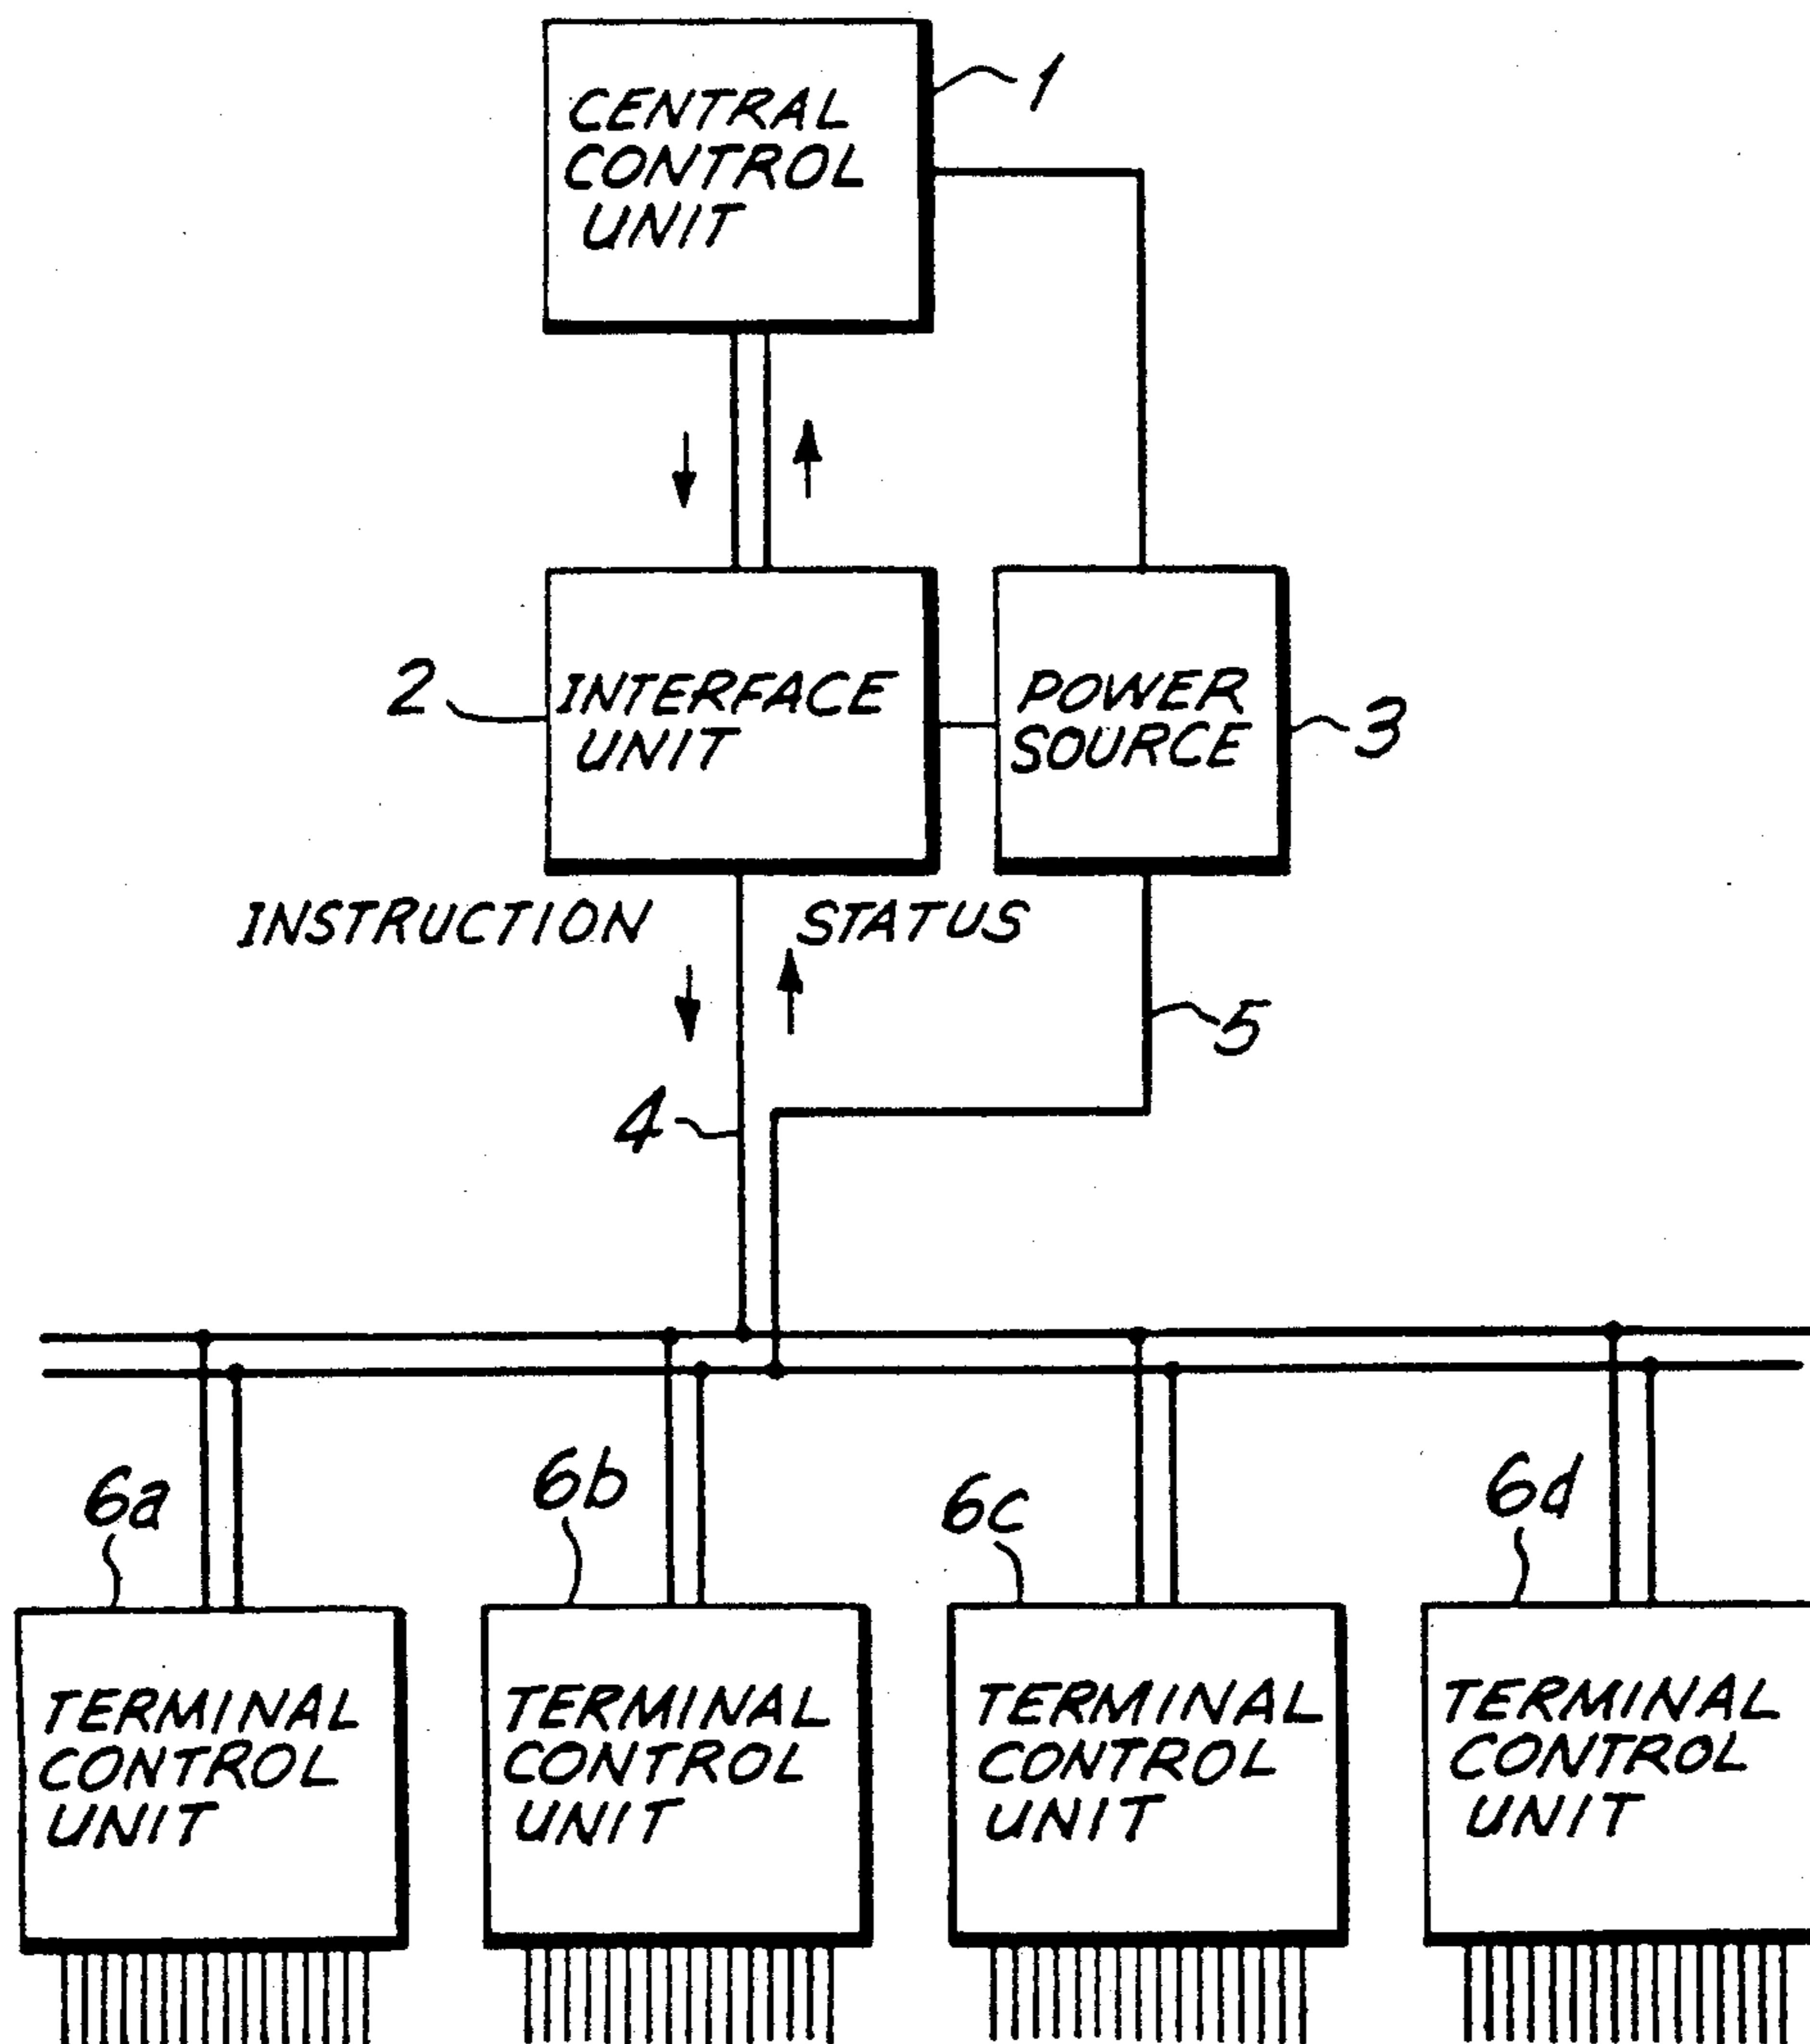 CENTRAL
CONTROL
UNIT
1
2
INTERFACE
UNIT
POWER
SOURCE
3
INSTRUCTION
STATUS
5
4
6a
6b
6c
6d
TERMINAL
CONTROL
UNIT
TERMINAL
CONTROL
UNIT
TERMINAL
CONTROL
UNIT
TERMINAL
CONTROL
UNIT